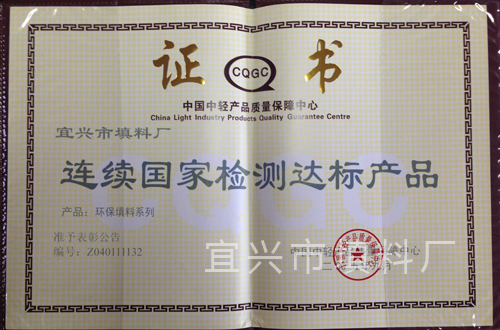 证 CQGC 书
中国中轻产品质量保障中心
China Light Industry Products Quality Guarantee Centre
宜兴市填料厂
连续国家检测达标产品
产品：环保填料系列
准予表彰公告
编号：Z040111132
宜兴市填料厂